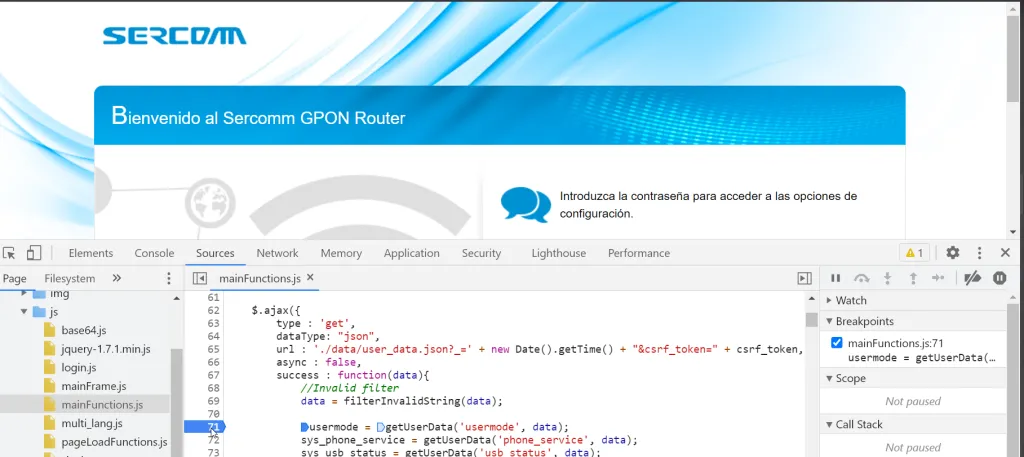 SERCOMM
Bienvenido al Sercomm GPON Router
Introduzca la contraseña para acceder a las opciones de
configuración.
Elements Console Sources Network Memory Application Security Lighthouse Performance 1
Page Filesystem »
mainFunctions.js ×
img
js
base64.js
jquery-1.7.1.min.js
login.js
mainFrame.js
mainFunctions.js
multi_lang.js
pageLoadFunctions.js
61
62 $.ajax({
63 type : 'get',
64 dataType: "json",
65 url : './data/user_data.json?_=' + new Date().getTime() + "&csrf_token=" + csrf_token,
66 async : false,
67 success : function(data){
68 //Invalid filter
69 data = filterInvalidString(data);
70
71 usermode = getUserData('usermode', data);
72 sys_phone_service = getUserData('phone_service', data);
73 sys_usb_status = getUserData('usb_status', data);
Watch
Breakpoints
mainFunctions.js:71
usermode = getUserData(…
Scope
Not paused
Call Stack
Not paused